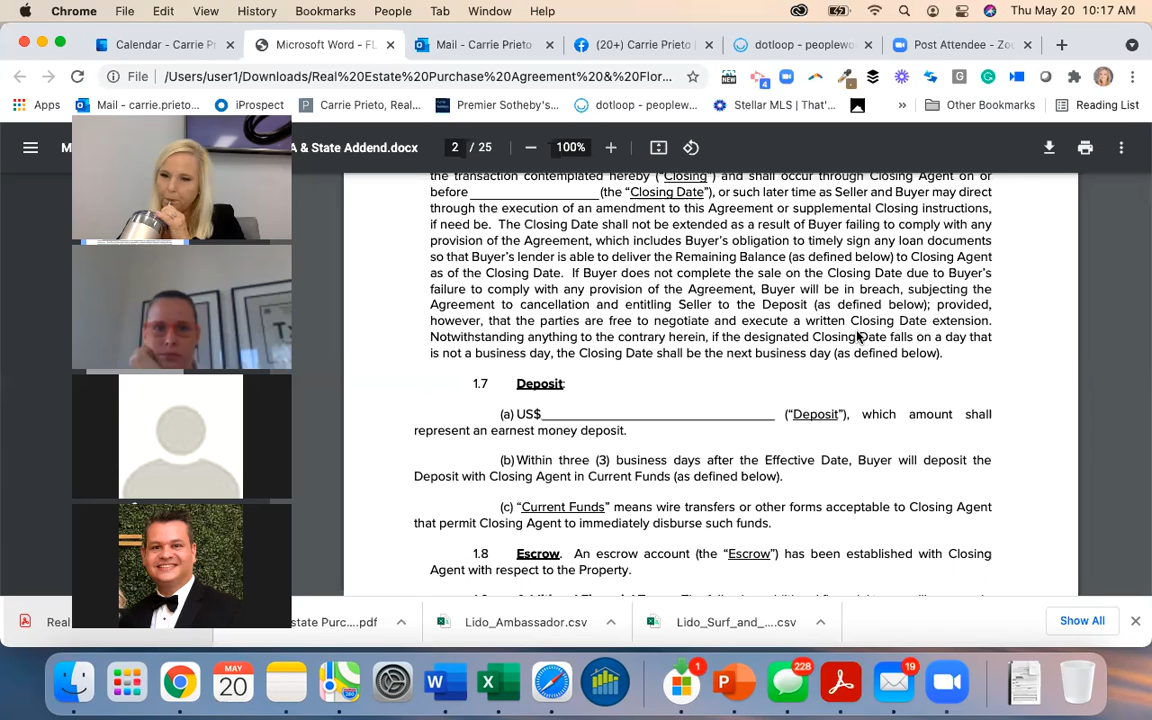 Chrome File Edit View History Bookmarks People Tab Window Help Thu May 20 10:17 AM
Calendar - Carrie Pr Microsoft Word - FL Mail - Carrie Prieto (20+) Carrie Prieto dotloop - peoplewo Post Attendee - Zoo
File /Users/user1/Downloads/Real%20Estate%20Purchase%20Agreement%20&%20Flor...
NEW 4
Apps Mail - carrie.prieto... iProspect Carrie Prieto, Real... Premier Sotheby's... dotloop - peoplew... Stellar MLS | That'... » Other Bookmarks Reading List
M A & State Addend.docx 2 / 25 100%
the transaction contemplated hereby ("Closing") and shall occur through Closing Agent on or
before______________(the "Closing Date"), or such later time as Seller and Buyer may direct
through the execution of an amendment to this Agreement or supplemental Closing instructions,
if need be. The Closing Date shall not be extended as a result of Buyer failing to comply with any
provision of the Agreement, which includes Buyer's obligation to timely sign any loan documents
so that Buyer's lender is able to deliver the Remaining Balance (as defined below) to Closing Agent
as of the Closing Date. If Buyer does not complete the sale on the Closing Date due to Buyer's
failure to comply with any provision of the Agreement, Buyer will be in breach, subjecting the
Agreement to cancellation and entitling Seller to the Deposit (as defined below); provided,
however, that the parties are free to negotiate and execute a written Closing Date extension.
Notwithstanding anything to the contrary herein, if the designated Closing Date falls on a day that
is not a business day, the Closing Date shall be the next business day (as defined below).
1.7 Deposit:
(a) US$__________________________ ("Deposit"), which amount shall
represent an earnest money deposit.
(b) Within three (3) business days after the Effective Date, Buyer will deposit the
Deposit with Closing Agent in Current Funds (as defined below).
(c) "Current Funds" means wire transfers or other forms acceptable to Closing Agent
that permit Closing Agent to immediately disburse such funds.
1.8 Escrow. An escrow account (the "Escrow") has been established with Closing
Agent with respect to the Property.
Real state Purc....pdf Lido_Ambassador.csv Lido_Surf_and_....csv Show All
MAY
20
W X 1 P 228 19